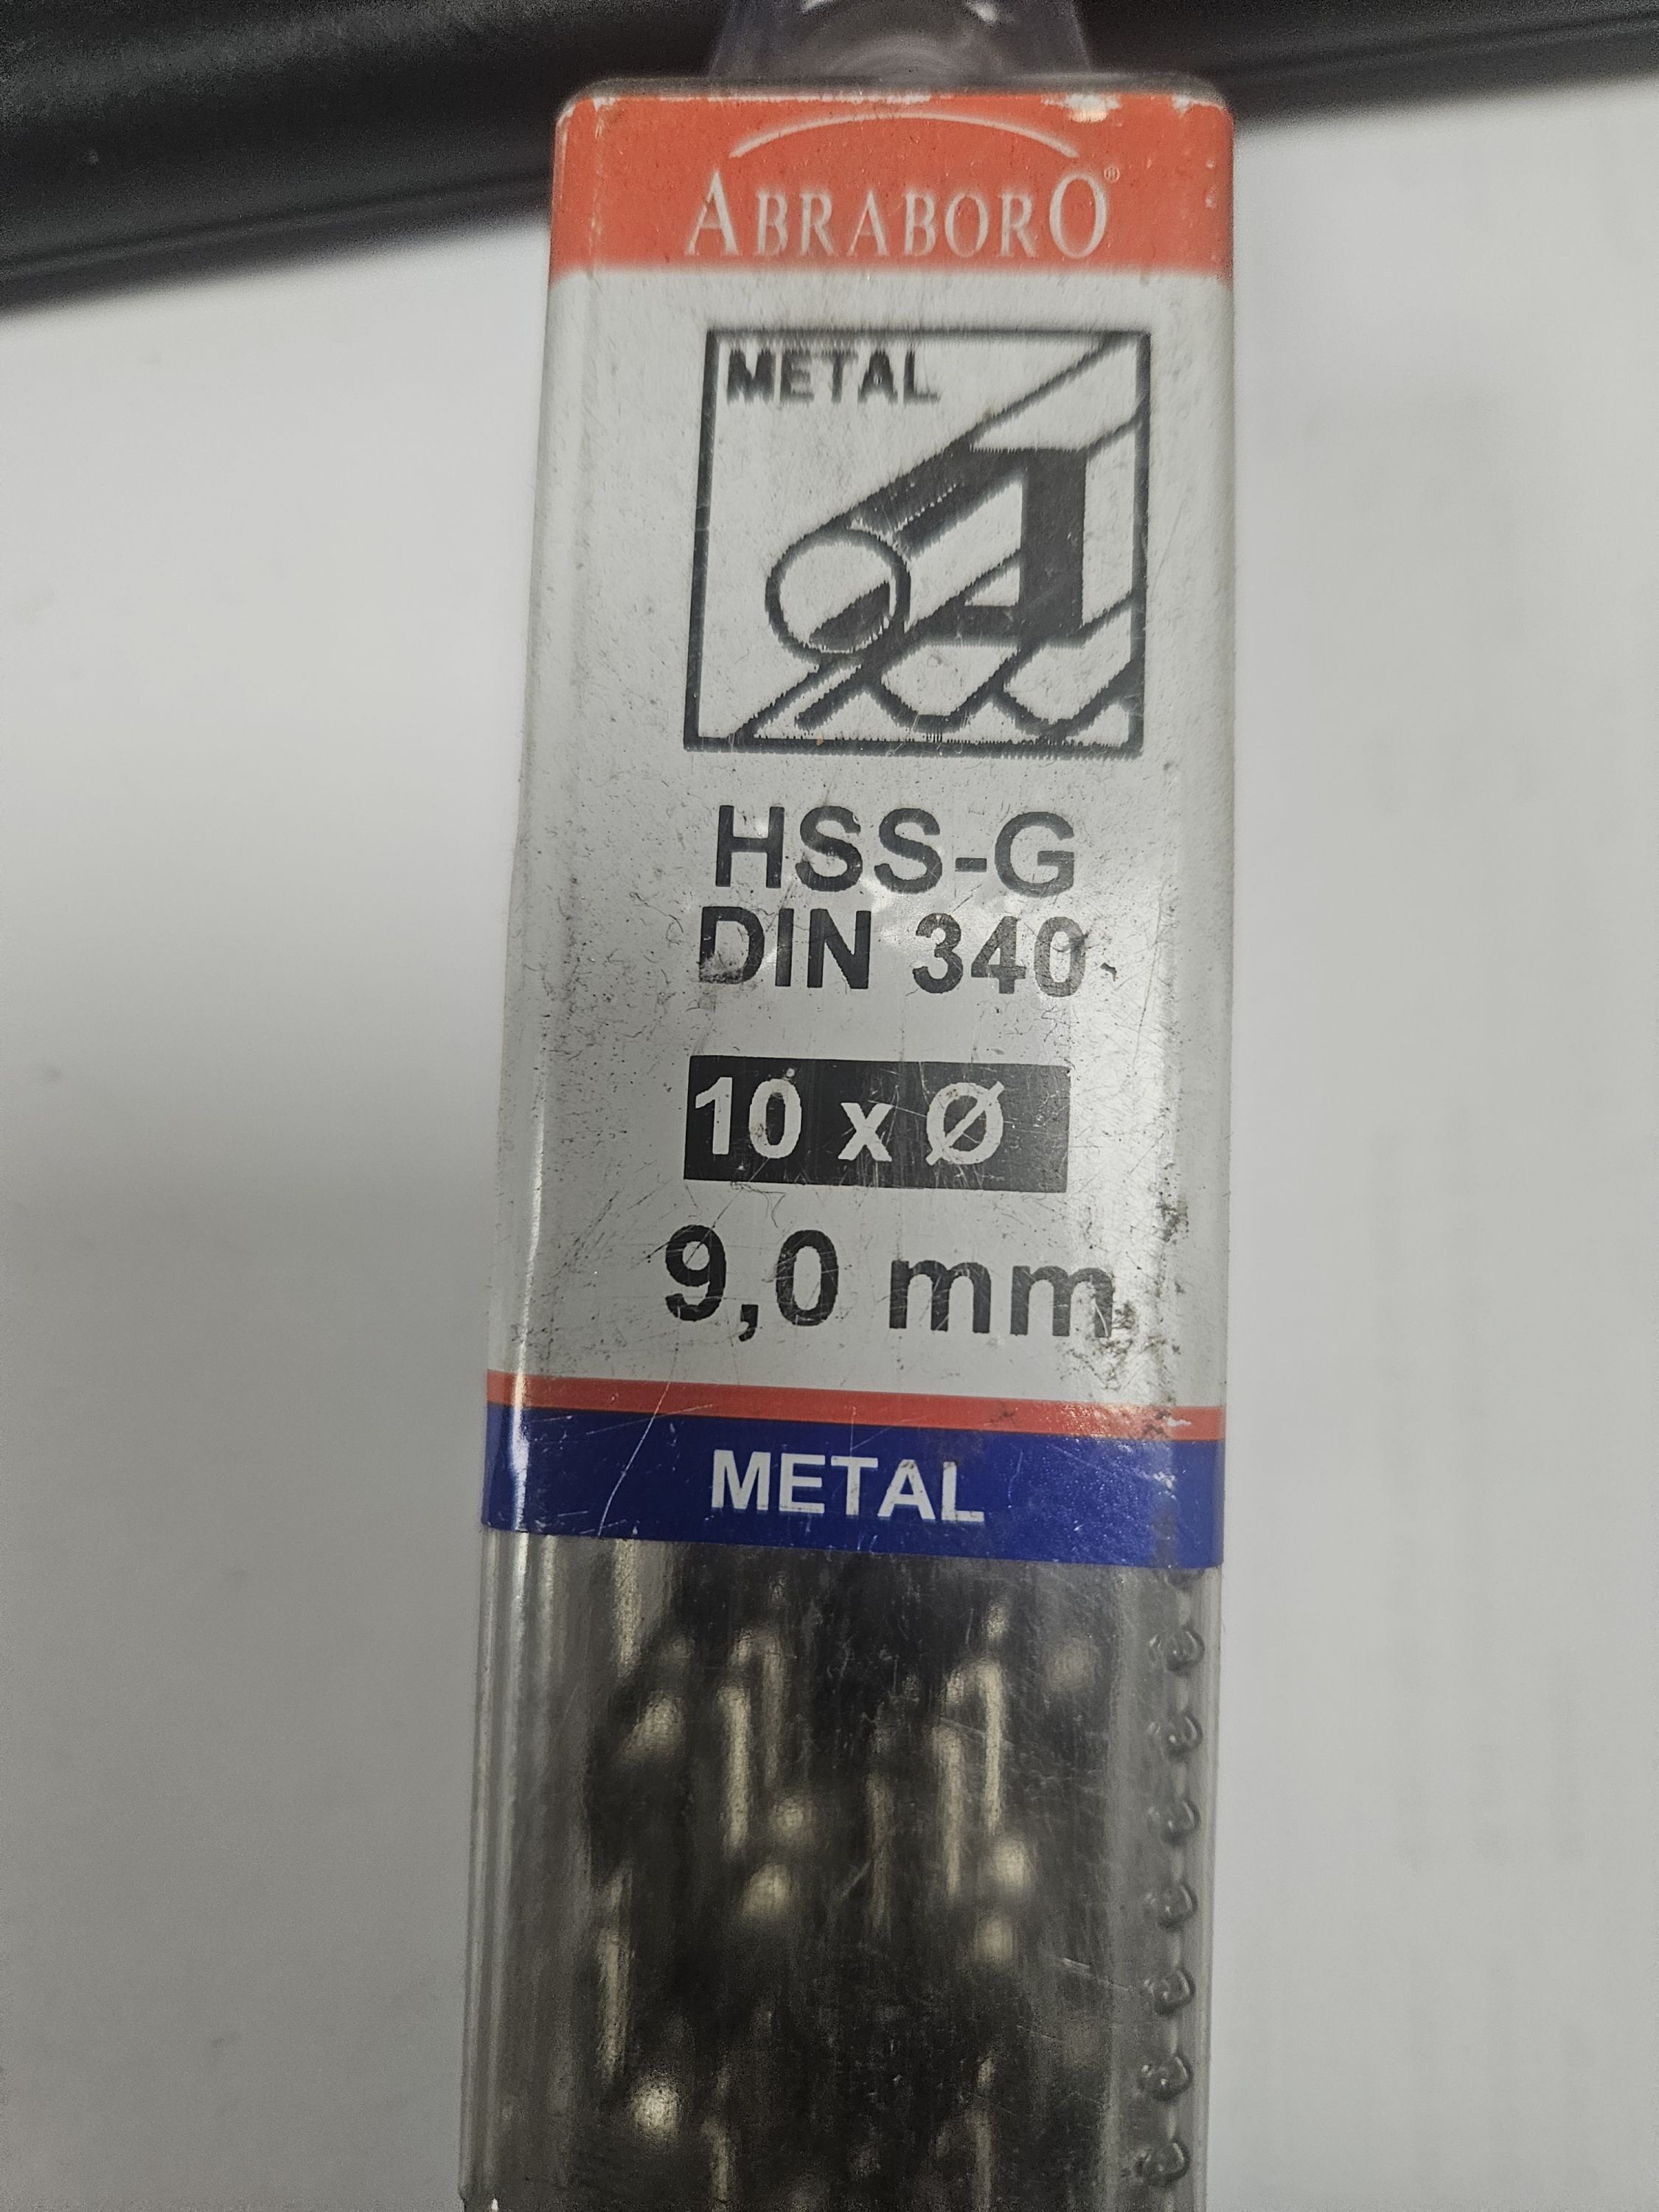 ABRABORO®
METAL
HSS-G
DIN 340
10 x Ø
9,0 mm
METAL